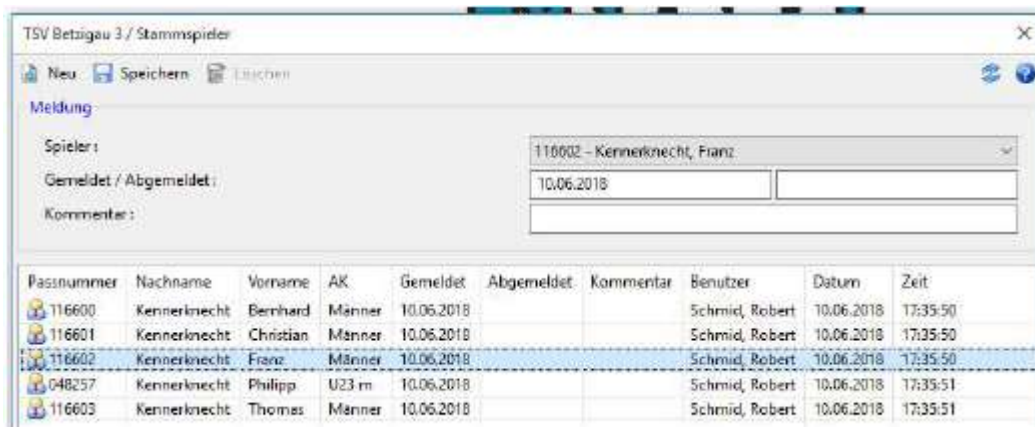 TSV Betzigau 3 / Stammspieler
Neu Speichern Löschen
Meldung
Spieler: 116602 - Kennerknecht, Franz
Gemeldet / Abgemeldet: 10.06.2018
Kommentar:
Passnummer Nachname Vorname AK Gemeldet Abgemeldet Kommentar Benutzer Datum Zeit
116600 Kennerknecht Bernhard Männer 10.06.2018 Schmid, Robert 10.06.2018 17:35:50
116601 Kennerknecht Christian Männer 10.06.2018 Schmid, Robert 10.06.2018 17:35:50
116602 Kennerknecht Franz Männer 10.06.2018 Schmid, Robert 10.06.2018 17:35:50
048257 Kennerknecht Philipp U23 m 10.06.2018 Schmid, Robert 10.06.2018 17:35:51
116603 Kennerknecht Thomas Männer 10.06.2018 Schmid, Robert 10.06.2018 17:35:51